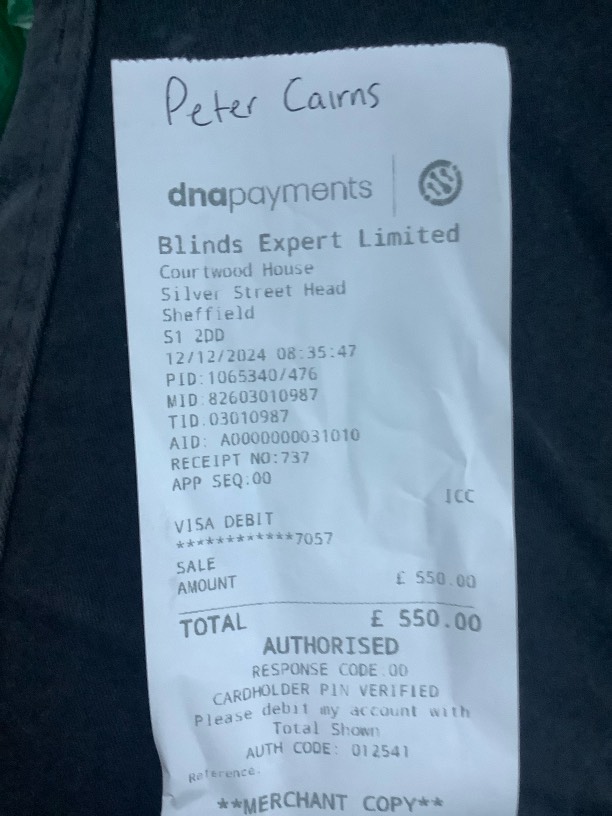 Peter Cairns
dnapayments
Blinds Expert Limited
Courtwood House
Silver Street Head
Sheffield
S1 2DD
12/12/2024 08:35:47
PID:1065340/476
MID:82603010987
TID:03010987
AID: A0000000031010
RECEIPT NO:737
APP SEQ:00
ICC
VISA DEBIT
************7057
SALE
AMOUNT £ 550.00
TOTAL £ 550.00
AUTHORISED
RESPONSE CODE:00
CARDHOLDER PIN VERIFIED
Please debit my account with
Total Shown
AUTH CODE: 012541
Reference:
**MERCHANT COPY**